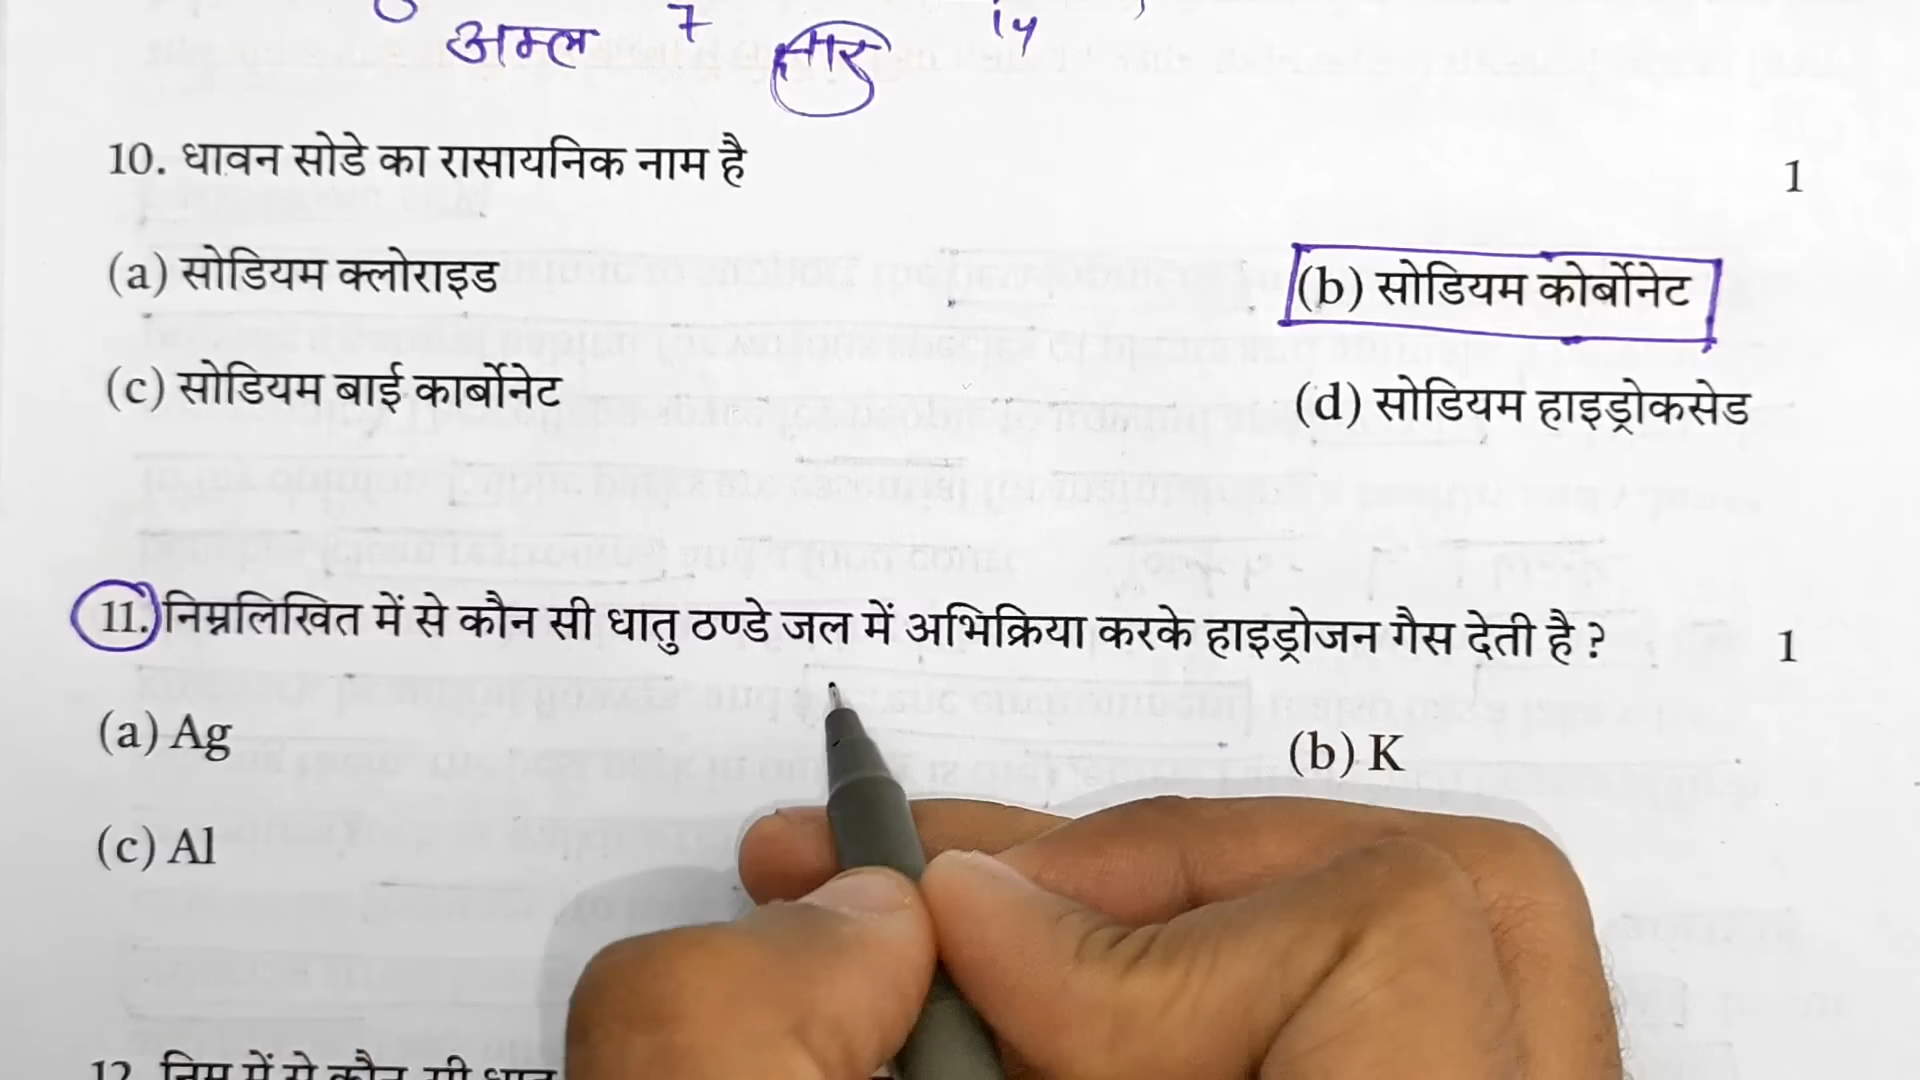 अम्ल 7 क्षार 14
10. धावन सोडे का रासायनिक नाम है 1
(a) सोडियम क्लोराइड (b) सोडियम कोर्बोनेट
(c) सोडियम बाई कार्बोनेट (d) सोडियम हाइड्रोकसेड
11. निम्नलिखित में से कौन सी धातु ठण्डे जल में अभिक्रिया करके हाइड्रोजन गैस देती है ? 1
(a) Ag (b) K
(c) Al
12. निम्न में से कौन सी धातु